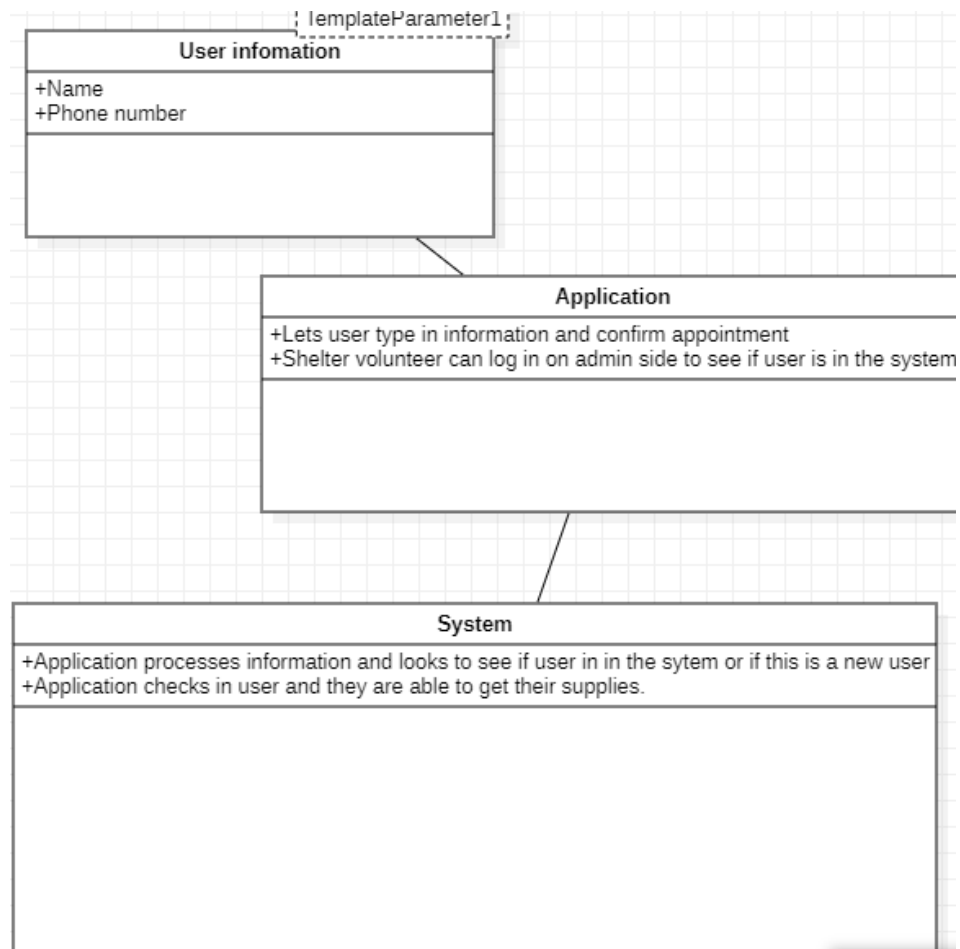 TemplateParameter1
User infomation
+Name
+Phone number
Application
+Lets user type in information and confirm appointment
+Shelter volunteer can log in on admin side to see if user is in the system
System
+Application processes information and looks to see if user in in the sytem or if this is a new user
+Application checks in user and they are able to get their supplies.